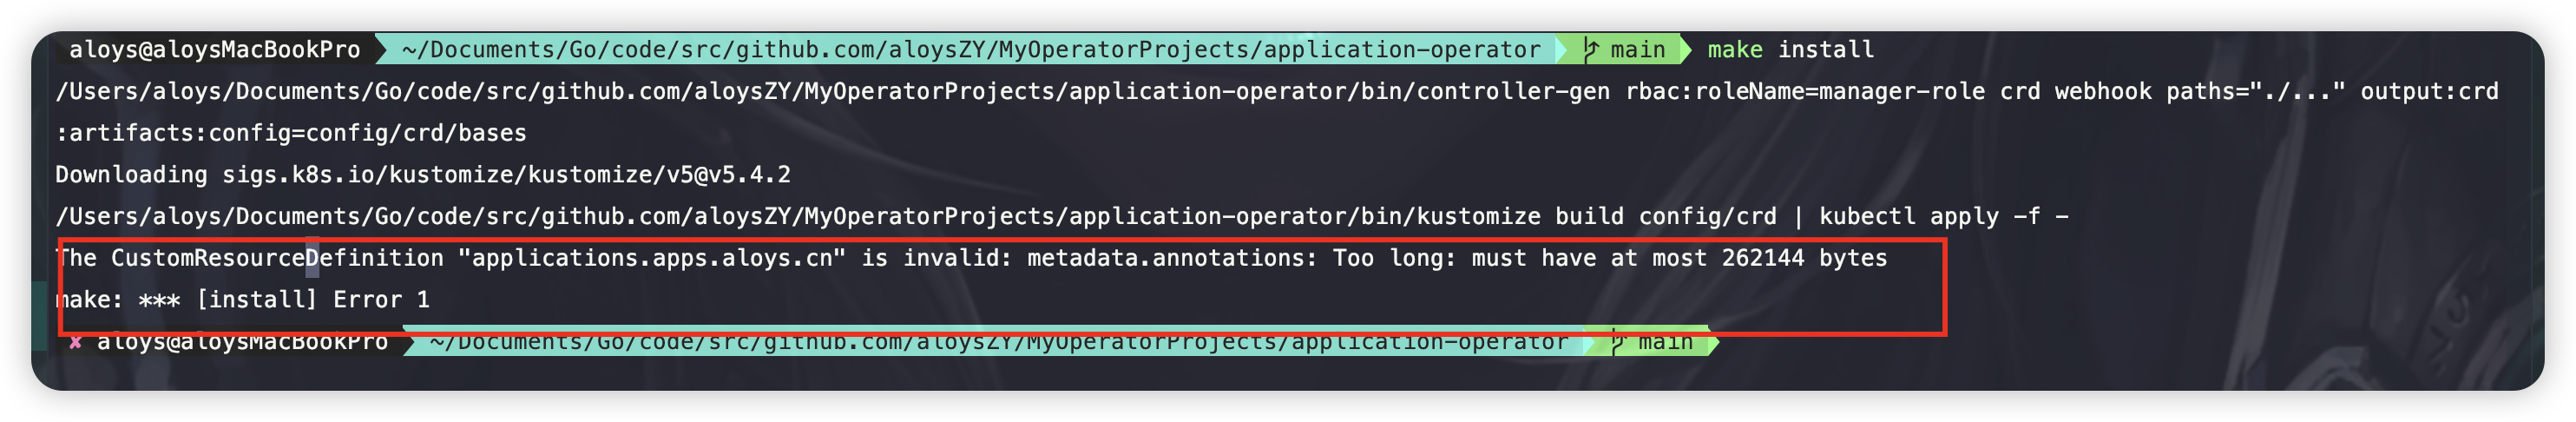 aloys@aloysMacBookPro ~/Documents/Go/code/src/github.com/aloysZY/MyOperatorProjects/application-operator main make install
/Users/aloys/Documents/Go/code/src/github.com/aloysZY/MyOperatorProjects/application-operator/bin/controller-gen rbac:roleName=manager-role crd webhook paths="./..." output:crd
:artifacts:config=config/crd/bases
Downloading sigs.k8s.io/kustomize/kustomize/v5@v5.4.2
/Users/aloys/Documents/Go/code/src/github.com/aloysZY/MyOperatorProjects/application-operator/bin/kustomize build config/crd | kubectl apply -f -
The CustomResourceDefinition "applications.apps.aloys.cn" is invalid: metadata.annotations: Too long: must have at most 262144 bytes
make: *** [install] Error 1
✘ aloys@aloysMacBookPro ~/Documents/Go/code/src/github.com/aloysZY/MyOperatorProjects/application-operator main